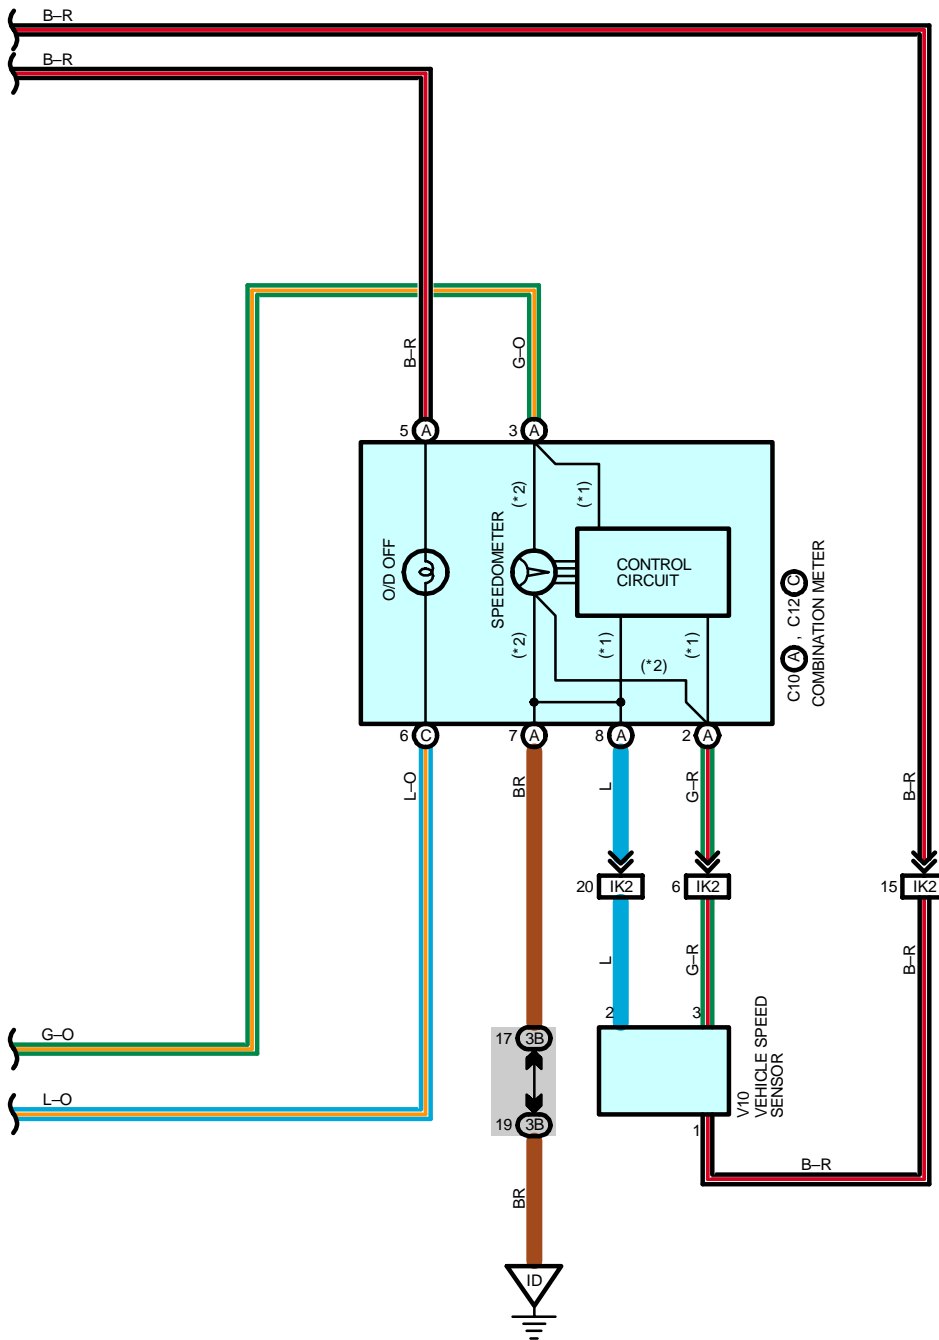 B–R
B–R
B–R
G–O
5 A
3 A
(*2)
(*1)
O/D OFF
SPEEDOMETER
CONTROL
CIRCUIT
(*2)
(*1)
(*2)
(*1)
C10 A , C12 C
COMBINATION METER
6 C
7 A
8 A
2 A
L–O
BR
L
G–R
B–R
20 IK2
6 IK2
15 IK2
L
G–R
B–R
2
3
G–O
17 3B
V10
VEHICLE SPEED
SENSOR
L–O
19 3B
1
B–R
BR
ID